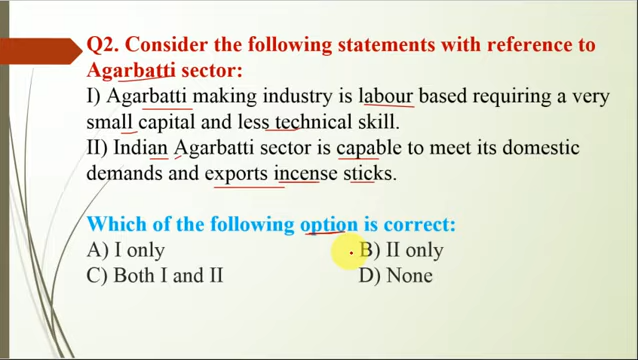 Q2. Consider the following statements with reference to
Agarbatti sector:
I) Agarbatti making industry is labour based requiring a very
small capital and less technical skill.
II) Indian Agarbatti sector is capable to meet its domestic
demands and exports incense sticks.
Which of the following option is correct:
A) I only B) II only
C) Both I and II D) None